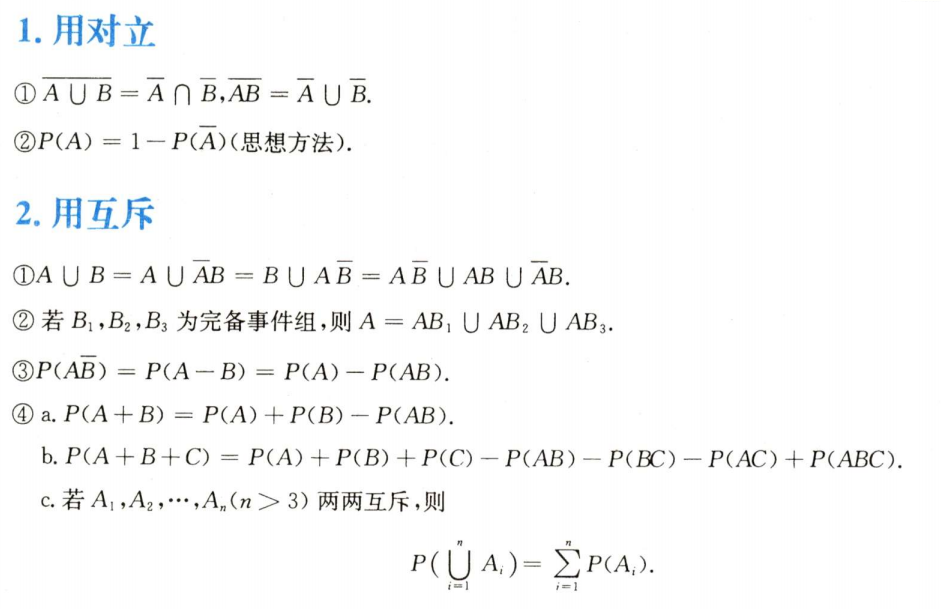 1. 用对立
①$\overline{A \cup B} = \overline{A} \cap \overline{B}, \overline{AB} = \overline{A} \cup \overline{B}.$
②$P(A) = 1 - P(\overline{A})$(思想方法).
2. 用互斥
①$A \cup B = A \cup \overline{A}B = B \cup A\overline{B} = A\overline{B} \cup AB \cup \overline{A}B.$
② 若 $B_1, B_2, B_3$ 为完备事件组,则 $A = AB_1 \cup AB_2 \cup AB_3.$
③$P(A\overline{B}) = P(A - B) = P(A) - P(AB).$
④ a. $P(A + B) = P(A) + P(B) - P(AB).$
b. $P(A + B + C) = P(A) + P(B) + P(C) - P(AB) - P(BC) - P(AC) + P(ABC).$
c. 若 $A_1, A_2, \cdots, A_n (n > 3)$ 两两互斥,则
$P(\bigcup_{i=1}^{n} A_i) = \sum_{i=1}^{n} P(A_i).$